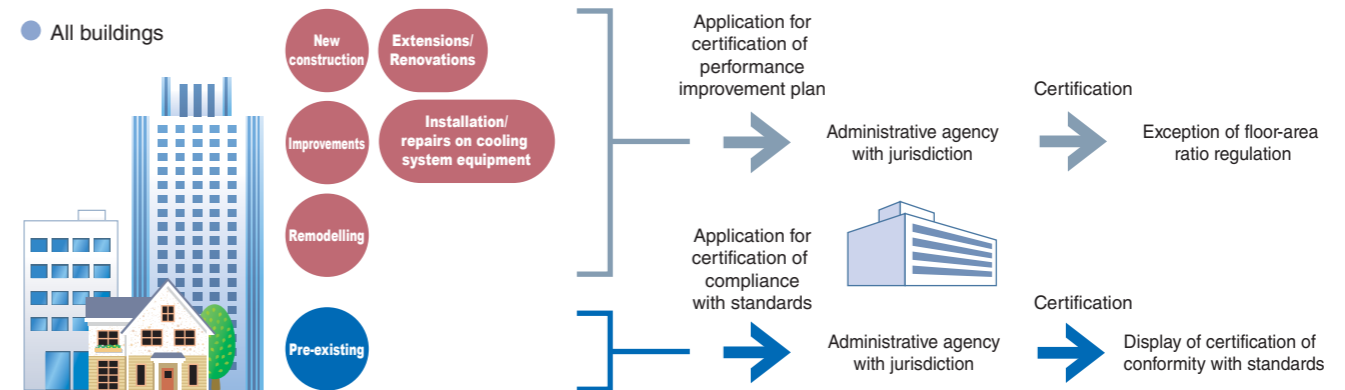 All buildings
New
construction
Extensions/
Renovations
Improvements
Installation/
repairs on cooling
system equipment
Remodelling
Application for
certification of
performance
improvement plan
Administrative agency
with jurisdiction
Certification
Exception of floor-area
ratio regulation
Pre-existing
Application for
certification of
compliance
with standards
Administrative agency
with jurisdiction
Certification
Display of certification of
conformity with standards